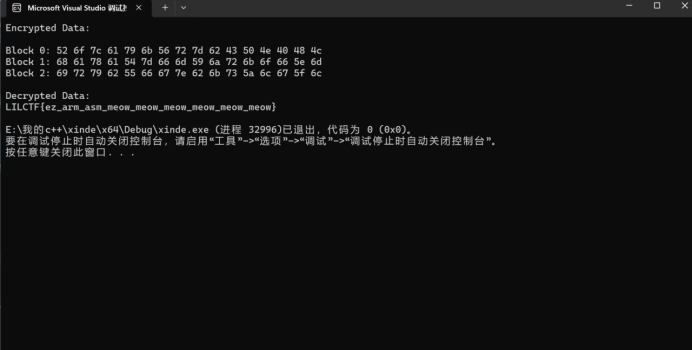 Microsoft Visual Studio 调试控
Encrypted Data:
Block 0: 52 6f 7c 61 79 6b 56 72 7d 62 43 50 4e 40 48 4c
Block 1: 68 61 78 61 54 7d 66 6d 59 6a 72 6b 6f 66 5e 6d
Block 2: 69 72 79 62 55 66 67 7e 62 6b 73 5a 6c 67 5f 6c
Decrypted Data:
LILCTF{ez_arm_asm_meow_meow_meow_meow_meow_meow}
E:\我的c++\xinde\x64\Debug\xinde.exe (进程 32996)已退出，代码为 0 (0x0)。
要在调试停止时自动关闭控制台，请启用“工具”->“选项”->“调试”->“调试停止时自动关闭控制台”。
按任意键关闭此窗口. . .